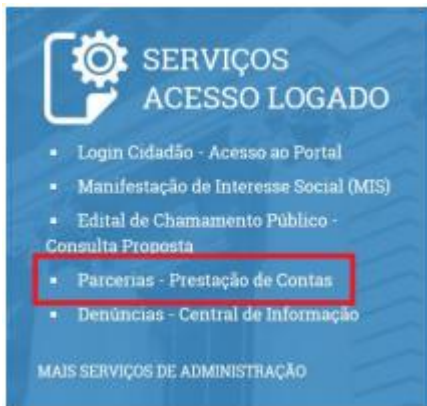 SERVIÇOS
ACESSO LOGADO
Login Cidadão - Acesso ao Portal
Manifestação de Interesse Social (MIS)
Edital de Chamamento Público -
Consulta Proposta
Parcerias - Prestação de Contas
Denúncias - Central de Informação
MAIS SERVIÇOS DE ADMINISTRAÇÃO